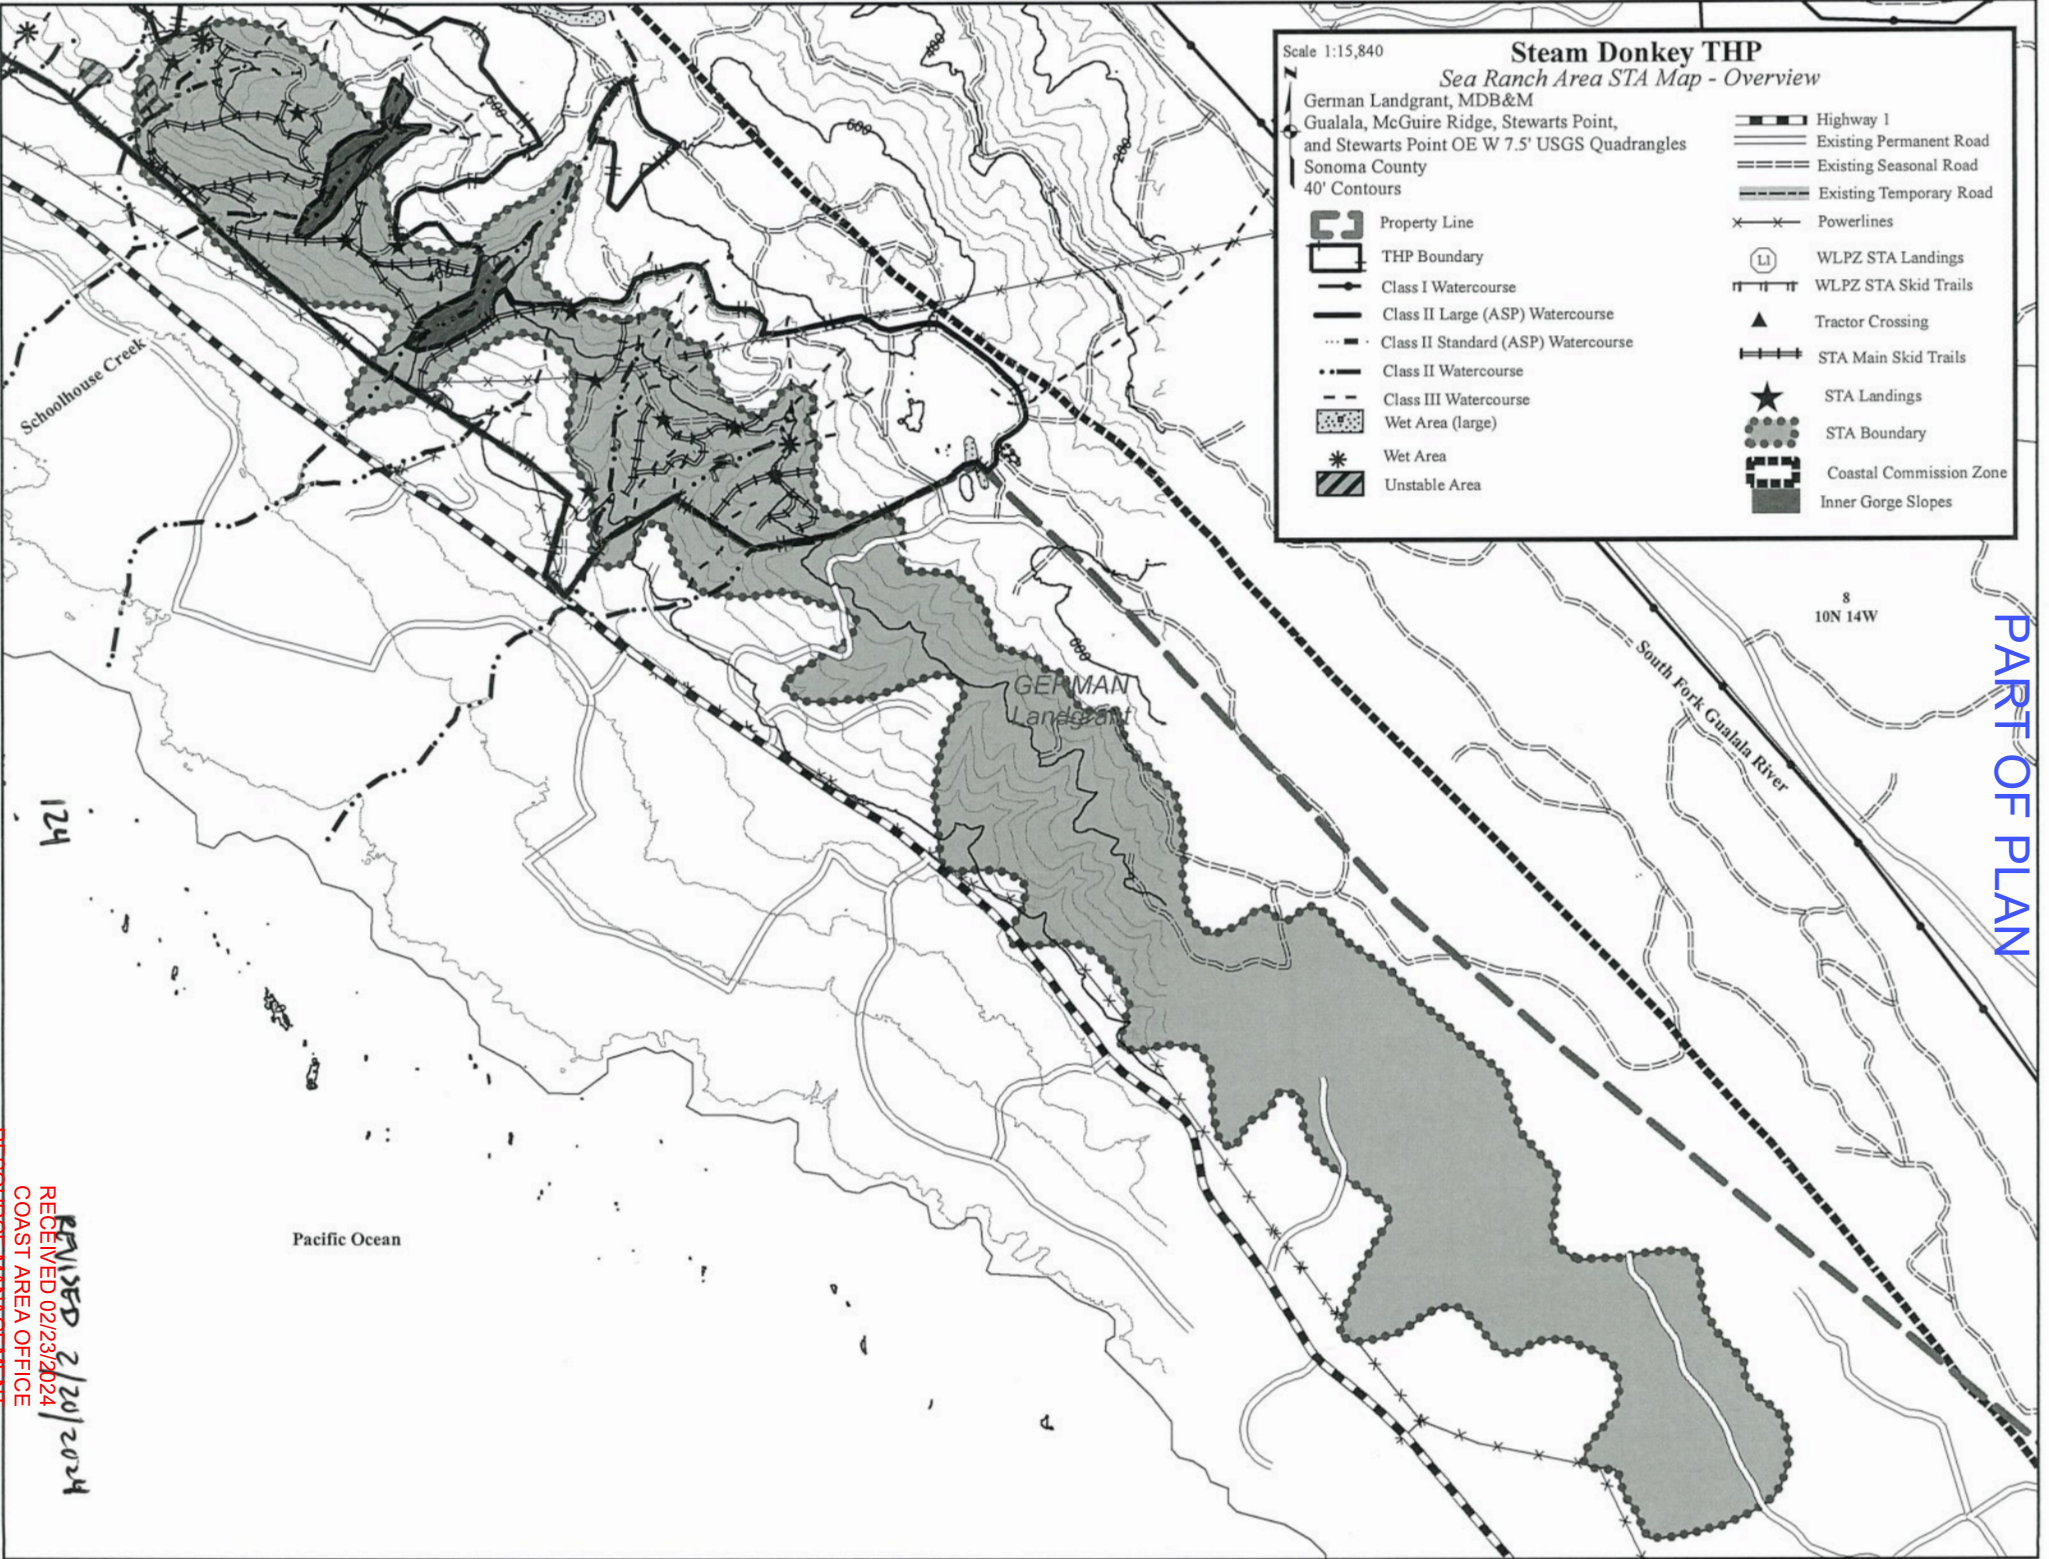 Scale 1:15,840
Steam Donkey THP
Sea Ranch Area STA Map - Overview
N
German Landgrant, MDB&M
Gualala, McGuire Ridge, Stewarts Point,
and Stewarts Point OE W 7.5' USGS Quadrangles
Sonoma County
40' Contours
Property Line
THP Boundary
Class I Watercourse
Class II Large (ASP) Watercourse
Class II Standard (ASP) Watercourse
Class II Watercourse
Class III Watercourse
Wet Area (large)
Wet Area
Unstable Area
Highway 1
Existing Permanent Road
Existing Seasonal Road
Existing Temporary Road
Powerlines
L1
WLPZ STA Landings
WLPZ STA Skid Trails
Tractor Crossing
STA Main Skid Trails
STA Landings
STA Boundary
Coastal Commission Zone
Inner Gorge Slopes
400
600
600
200
400
Schoolhouse Creek
600
GERMAN
Landgrant
8
10N 14W
South Fork Gualala River
PART OF PLAN
124
Pacific Ocean
REVISED 2/20/2024
RECEIVED 02/23/2024
COAST AREA OFFICE